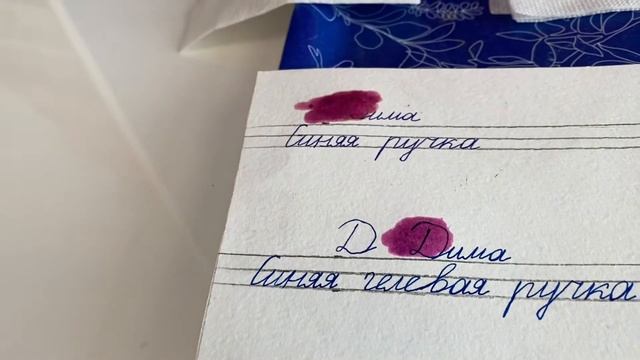 има
Синяя ручка
Д Дима
Синяя гелевая ручка